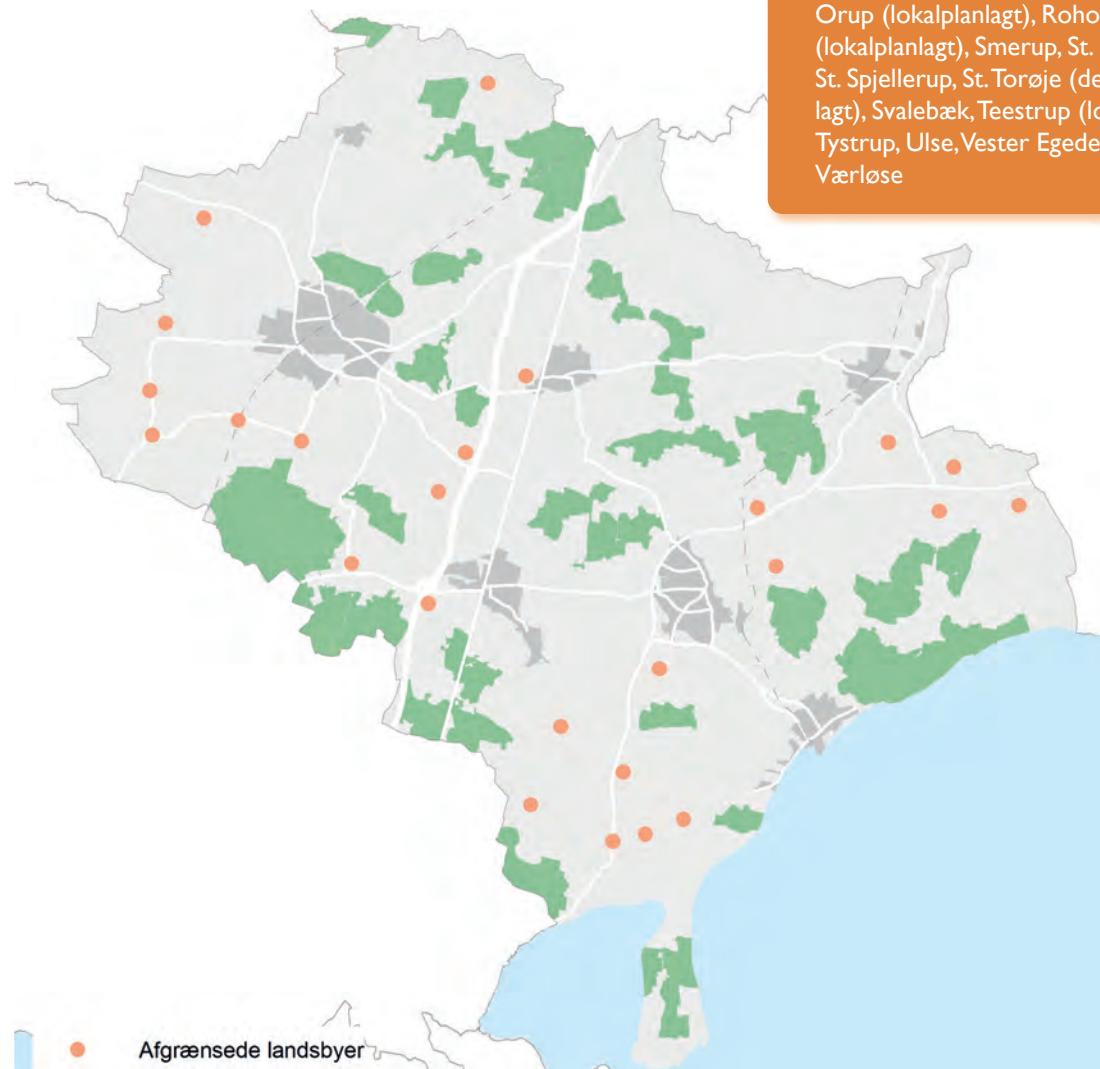 Orup (lokalplanlagt), Roho
(lokalplanlagt), Smerup, St.
St. Spjellerup, St. Torøje (de
lagt), Svalebæk, Teestrup (lo
Tystrup, Ulse, Vester Egede
Værløse
Afgrænsede landsbyer